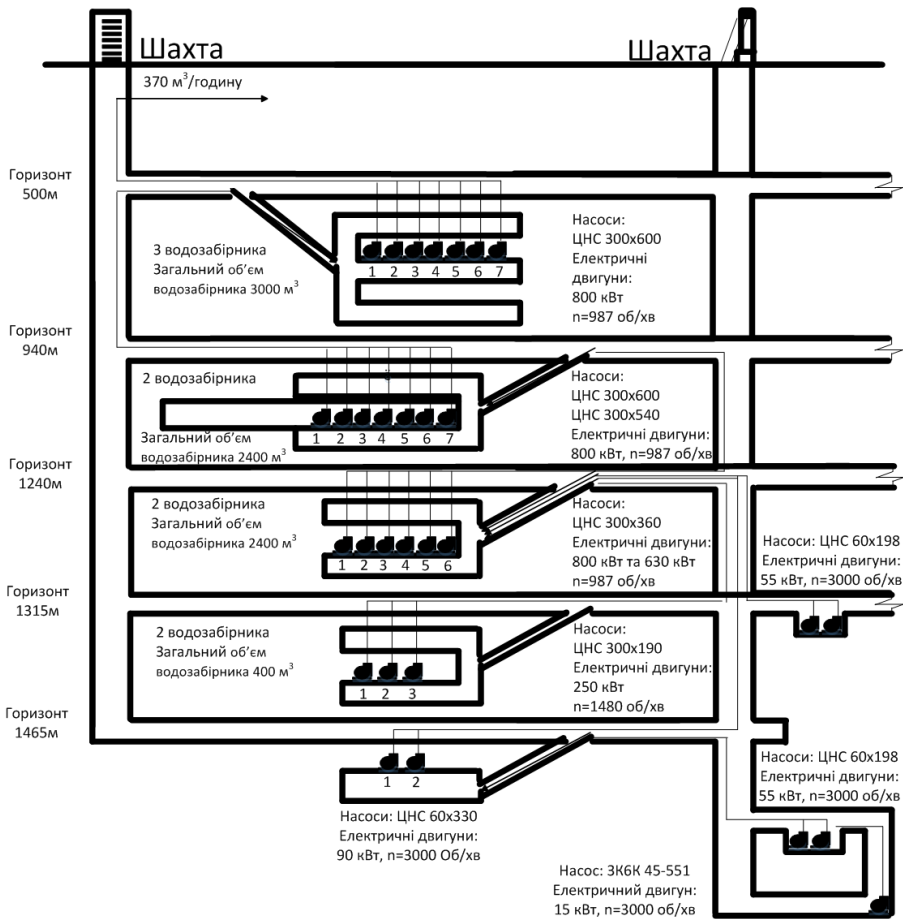 Шахта
Шахта
370 м³/годину
Горизонт
500м
3 водозабірника
Загальний об’єм
водозабірника 3000 м³
1 2 3 4 5 6 7
Насоси:
ЦНС 300х600
Електричні
двигуни:
800 кВт
n=987 об/хв
Горизонт
940м
2 водозабірника
1 2 3 4 5 6 7
Загальний об’єм
водозабірника 2400 м³
Насоси:
ЦНС 300х600
ЦНС 300х540
Електричні двигуни:
800 кВт, n=987 об/хв
Горизонт
1240м
2 водозабірника
Загальний об’єм
водозабірника 2400 м³
1 2 3 4 5 6
Насоси:
ЦНС 300х360
Електричні двигуни:
800 кВт та 630 кВт
n=987 об/хв
Насоси: ЦНС 60х198
Електричні двигуни:
55 кВт, n=3000 об/хв
Горизонт
1315м
2 водозабірника
Загальний об’єм
водозабірника 400 м³
1 2 3
Насоси:
ЦНС 300х190
Електричні двигуни:
250 кВт
n=1480 об/хв
Горизонт
1465м
1 2
Насоси: ЦНС 60х330
Електричні двигуни:
90 кВт, n=3000 Об/хв
Насоси: ЦНС 60х198
Електричні двигуни:
55 кВт, n=3000 об/хв
Насос: 3К6К 45-551
Електричний двигун:
15 кВт, n=3000 об/хв